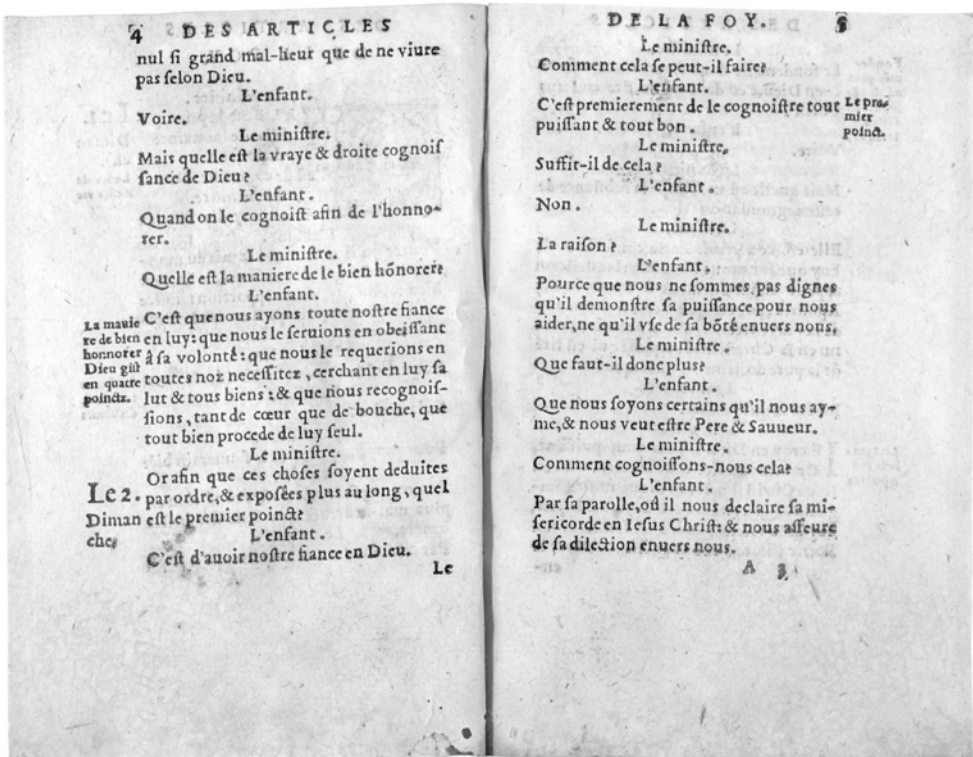 4 DES ARTICLES
nul ſi grand mal-heur que de ne viure
pas ſelon Dieu.
L'enfant.
Voire.
Le miniſtre.
Mais quelle eſt la vraye & droite cognoiſ
ſance de Dieu?
L'enfant.
Quand on le cognoiſt afin de l'honno-
rer.
Le miniſtre.
Quelle eſt la maniere de le bien hõnorer?
L'enfant.
La manie
re de bien
honnorer
Dieu giſt
en quatre
poinctz.
C'eſt que nous ayons toute noſtre fiance
en luy: que nous le ſeruions en obeiſſant
â ſa volonté: que nous le requerions en
toutes noz neceſſitez, cerchant en luy ſa
lut & tous biens: & que nous recognoiſ-
ſions, tant de cœur que de bouche, que
tout bien procede de luy ſeul.
Le miniſtre.
Le 2.
Diman
che,
Or afin que ces choſes ſoyent deduites
par ordre, & expoſées plus au long, quel
eſt le premier poinct?
L'enfant.
C'eſt d'auoir noſtre fiance en Dieu.
Le
DE LA FOY. 5
Le miniſtre.
Comment cela ſe peut-il faire?
L'enfant.
C'eſt premierement de le cognoiſtre tout
puiſſant & tout bon.
Le pre-
mier
poinct.
Le miniſtre,
Suffir-il de cela?
L'enfant.
Non.
Le miniſtre.
La raiſon?
L'enfant.
Pource que nous ne ſommes pas dignes
qu'il demonſtre ſa puiſſance pour nous
aider, ne qu'il vſe de ſa bõté enuers nous.
Le miniſtre.
Que faut-il donc plus?
L'enfant.
Que nous ſoyons certains qu'il nous ay-
me, & nous veut eſtre Pere & Sauueur.
Le miniſtre.
Comment cognoiſſons-nous cela?
L'enfant.
Par ſa parolle, où il nous declaire ſa mi-
ſericorde en Ieſus Chriſt: & nous aſſeure
de ſa dilection enuers nous.
A 3